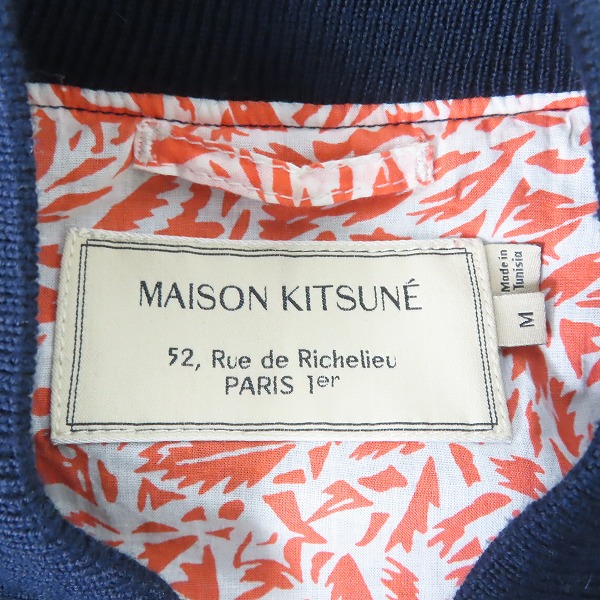 MAISON KITSUNÉ
52, Rue de Richelieu
PARIS 1er
Made in
Tunisia
M